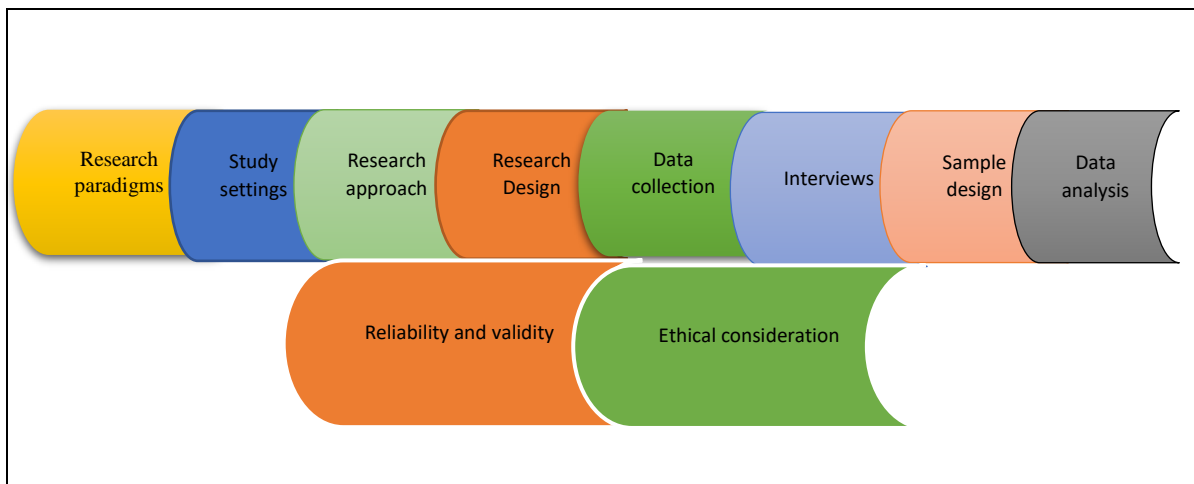 Research
paradigms
Study
settings
Research
approach
Research
Design
Data
collection
Interviews
Sample
design
Data
analysis
Reliability and validity
Ethical consideration